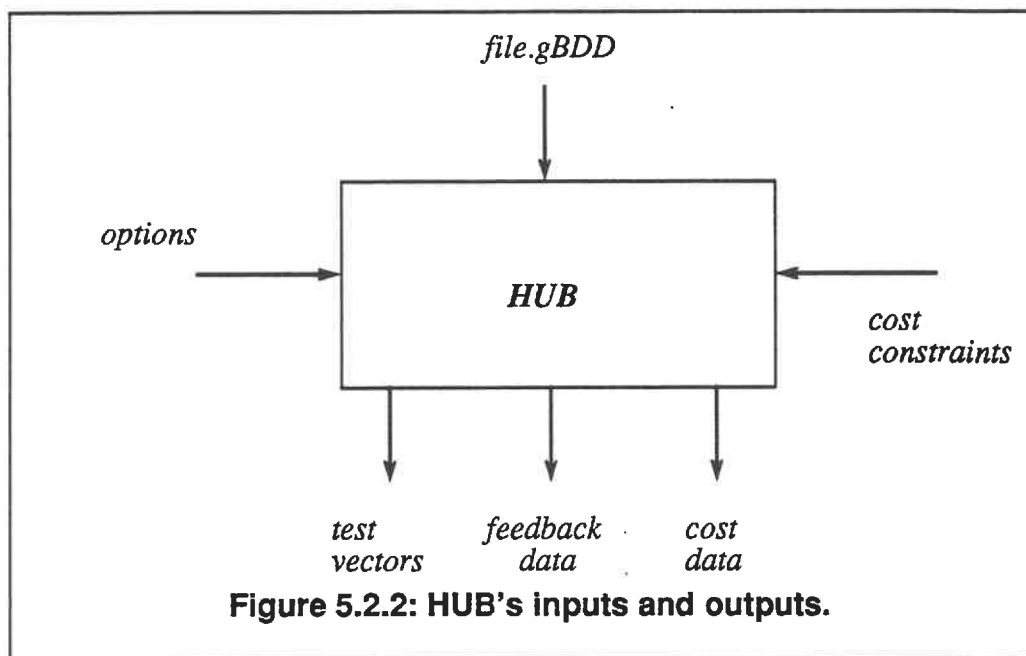 file.gBDD
options
HUB
cost
constraints
test
vectors
feedback
data
cost
data
Figure 5.2.2: HUB's inputs and outputs.